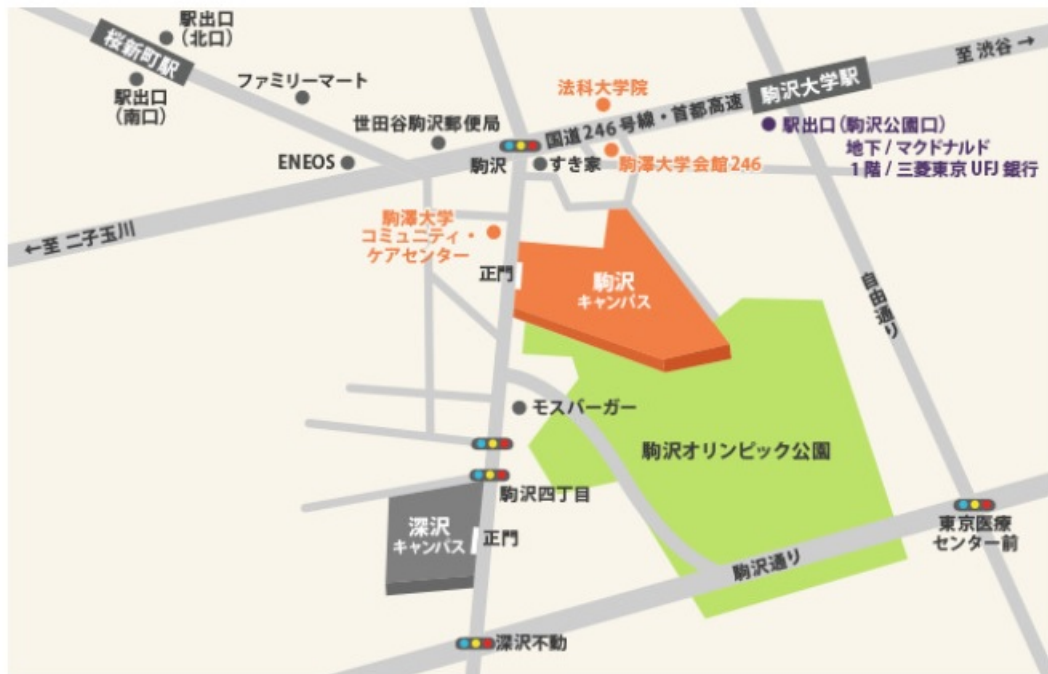 駅出口
(北口)
桜新町駅
駅出口
(南口)
ファミリーマート
世田谷駒沢郵便局
ENEOS
法科大学院
国道246号線・首都高速
駒沢大学駅
至 渋谷 →
駅出口(駒沢公園口)
地下 / マクドナルド
1階 / 三菱東京UFJ銀行
駒沢
すき家
駒澤大学会館246
←至 二子玉川
駒澤大学
コミュニティ・
ケアセンター
正門
駒沢
キャンパス
自由通り
モスバーガー
駒沢オリンピック公園
駒沢四丁目
深沢
キャンパス
正門
東京医療
センター前
駒沢通り
深沢不動